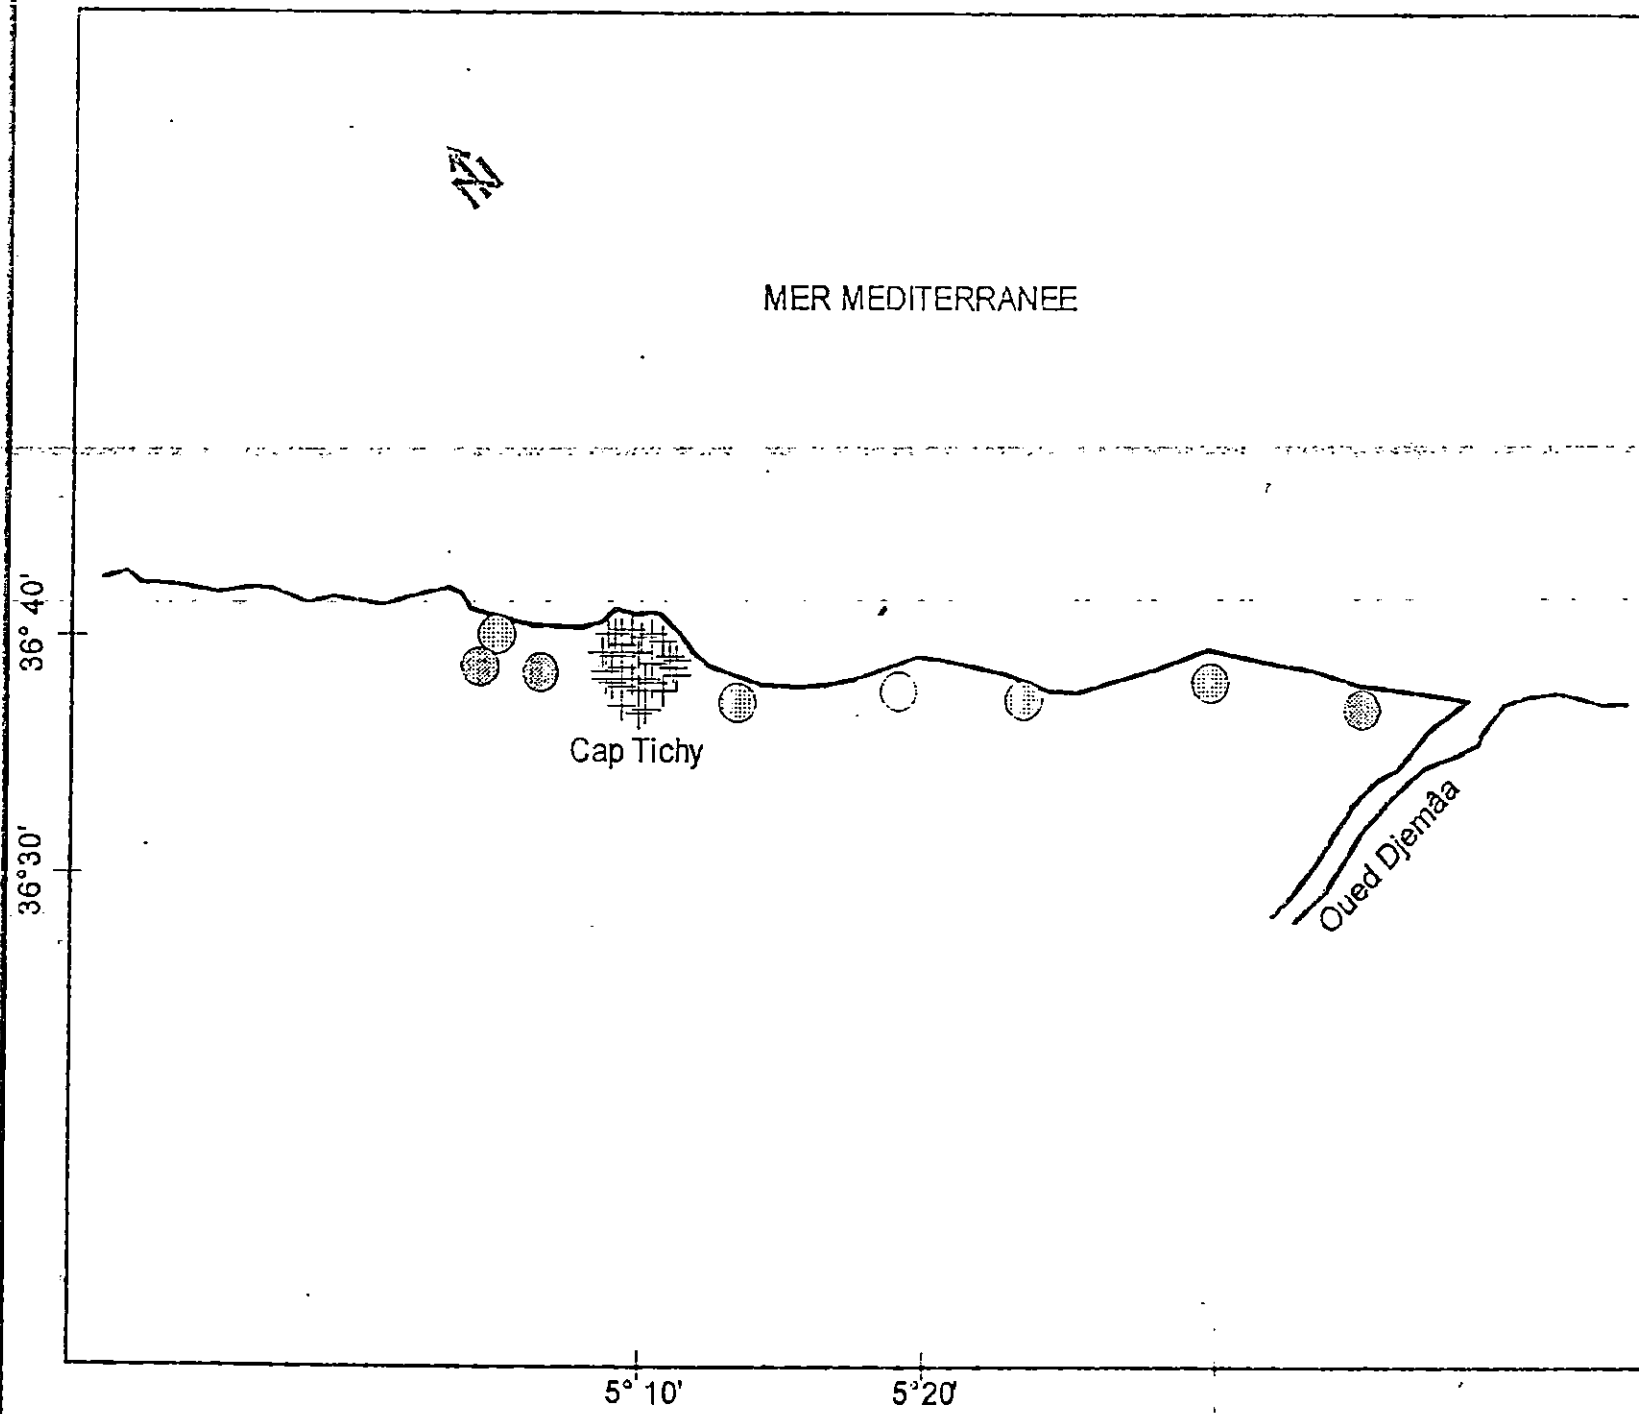 N
MER MEDITERRANEE
36° 40'
Cap Tichy
36°30'
Oued Djemâa
5° 10'
5°20'